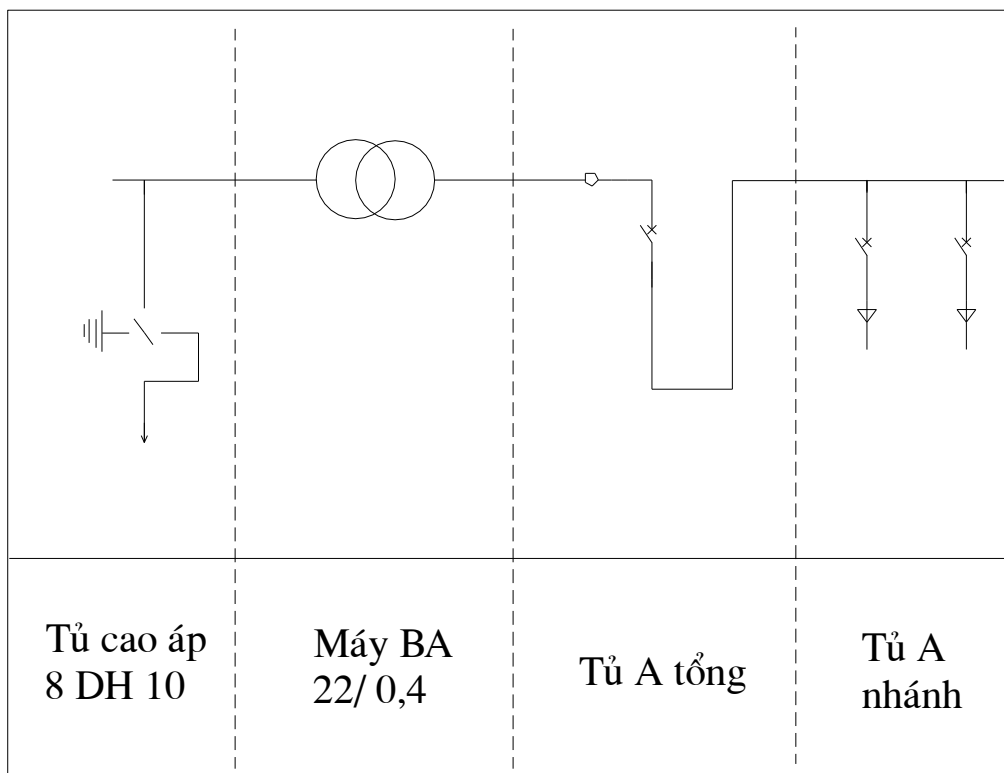 Tủ cao áp
8 DH 10
Máy BA
22/ 0,4
Tủ A tổng
Tủ A
nhánh